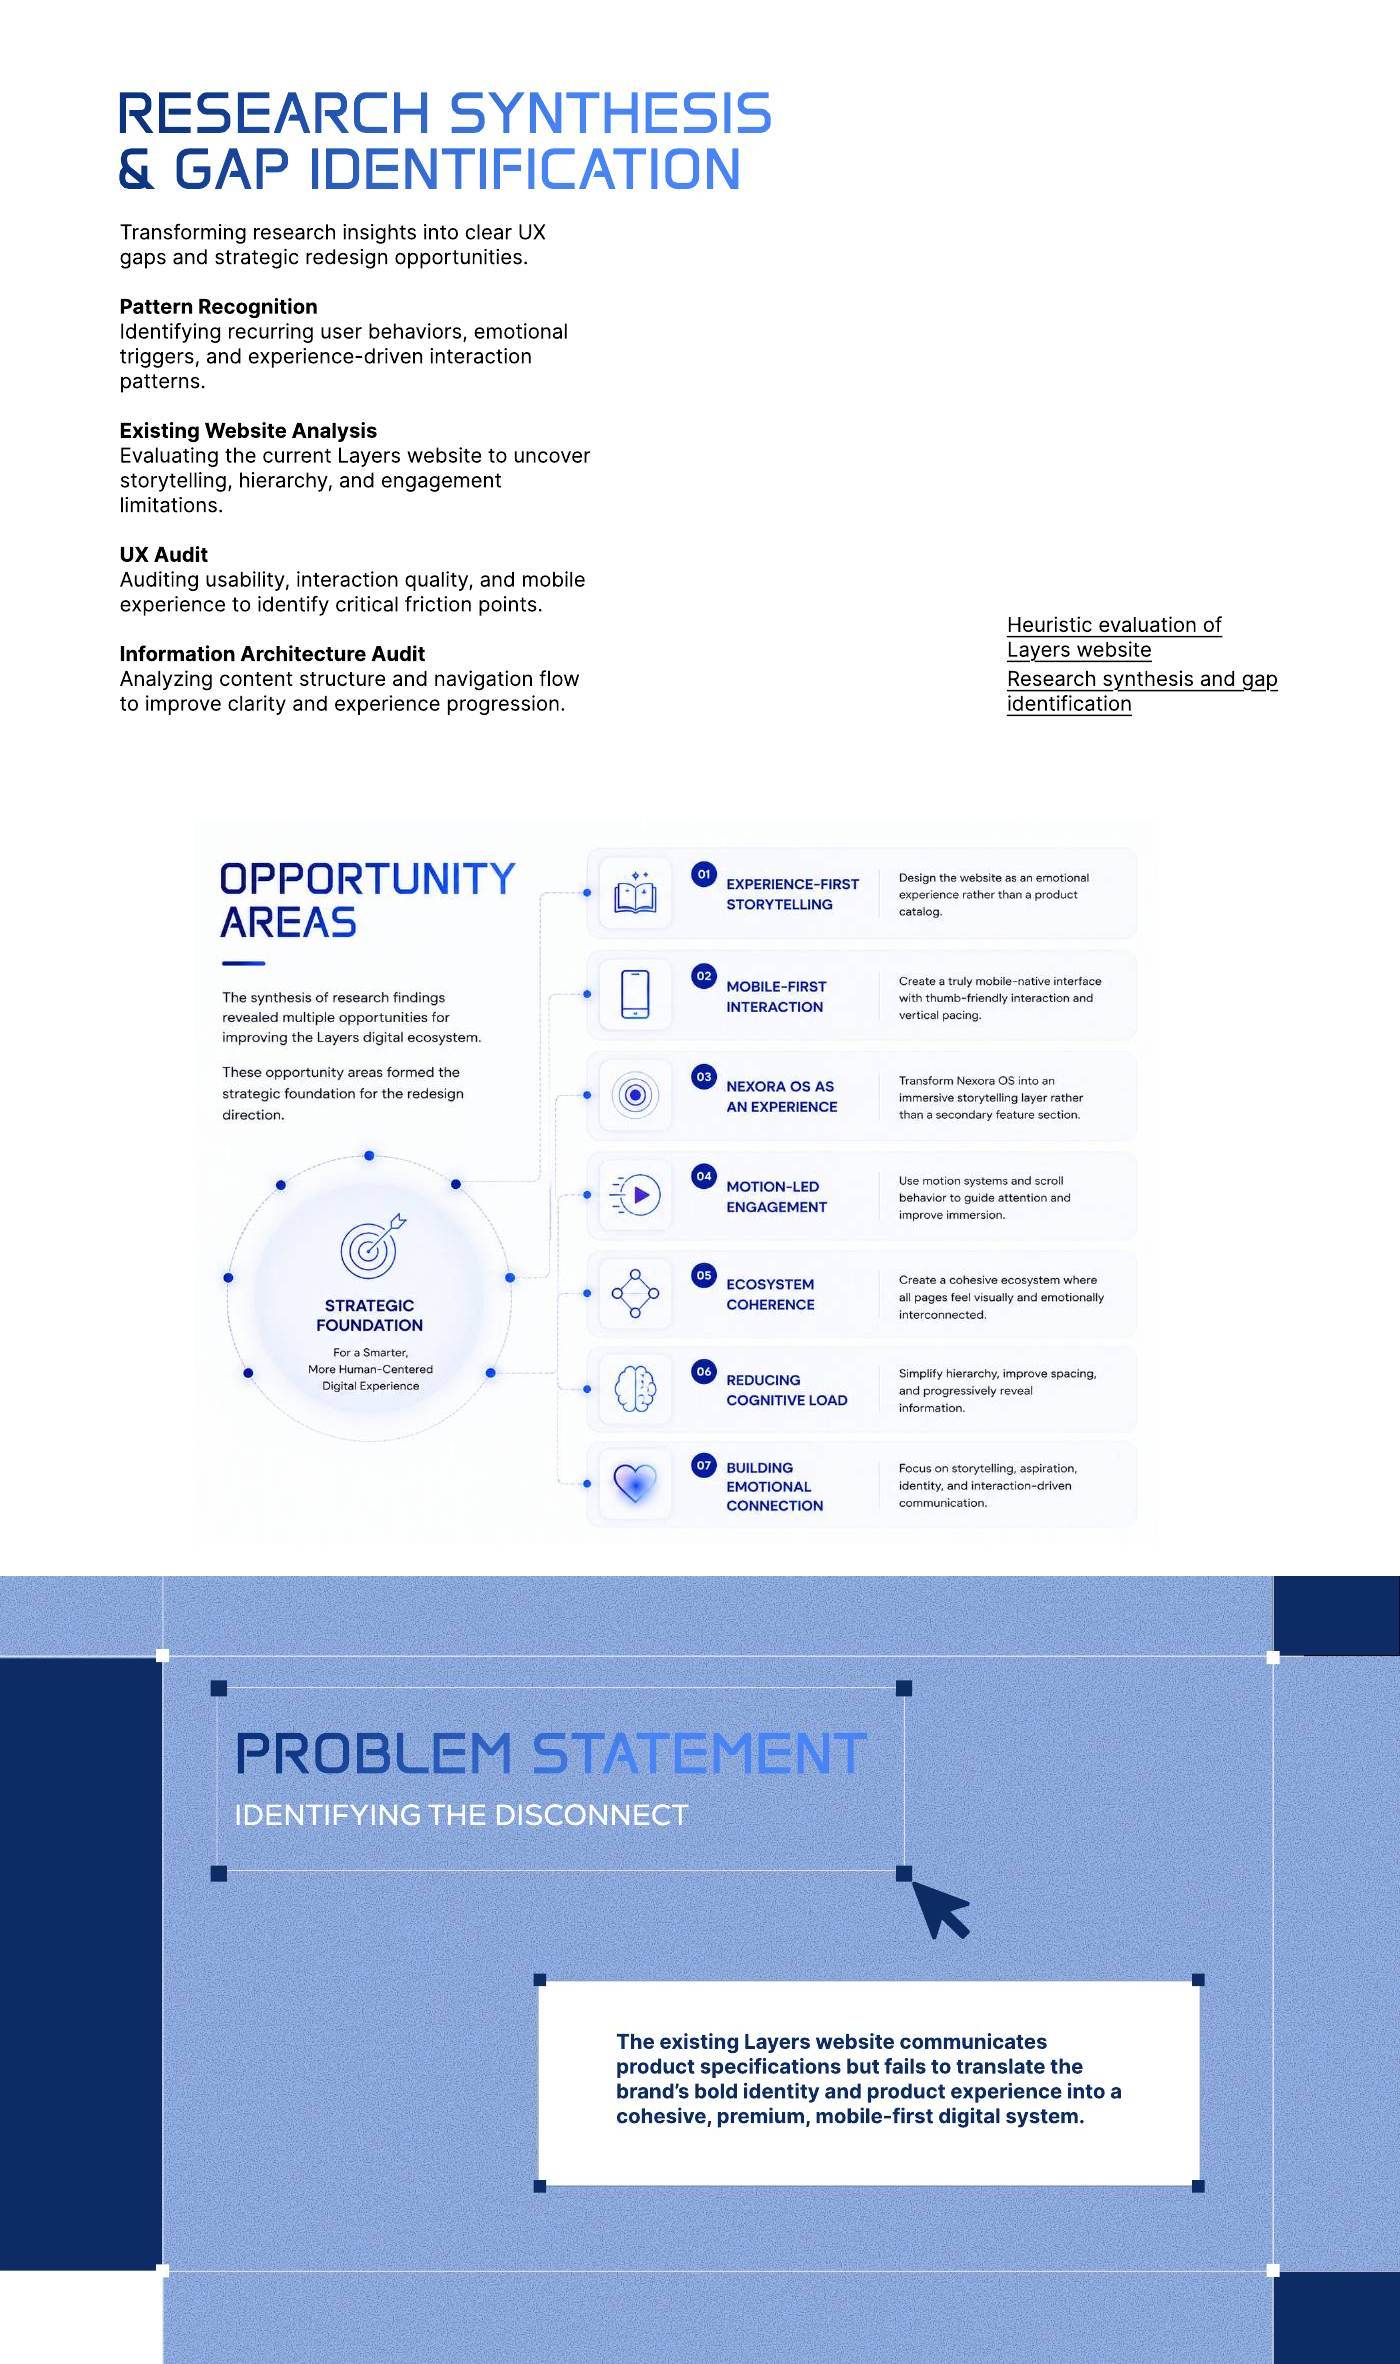 RESEARCH SYNTHESIS
& GAP IDENTIFICATION
Transforming research insights into clear UX
gaps and strategic redesign opportunities.
Pattern Recognition
Identifying recurring user behaviors, emotional
triggers, and experience-driven interaction
patterns.
Existing Website Analysis
Evaluating the current Layers website to uncover
storytelling, hierarchy, and engagement
limitations.
UX Audit
Auditing usability, interaction quality, and mobile
experience to identify critical friction points.
Information Architecture Audit
Analyzing content structure and navigation flow
to improve clarity and experience progression.
Heuristic evaluation of
Layers website
Research synthesis and gap
identification
OPPORTUNITY
AREAS
The synthesis of research findings
revealed multiple opportunities for
improving the Layers digital ecosystem.
These opportunity areas formed the
strategic foundation for the redesign
direction.
STRATEGIC
FOUNDATION
For a Smarter,
More Human-Centered
Digital Experience
01
EXPERIENCE-FIRST
STORYTELLING
Design the website as an emotional
experience rather than a product
catalog.
02
MOBILE-FIRST
INTERACTION
Create a truly mobile-native interface
with thumb-friendly interaction and
vertical pacing.
03
NEXORA OS AS
AN EXPERIENCE
Transform Nexora OS into an
immersive storytelling layer rather
than a secondary feature section.
04
MOTION-LED
ENGAGEMENT
Use motion systems and scroll
behavior to guide attention and
improve immersion.
05
ECOSYSTEM
COHERENCE
Create a cohesive ecosystem where
all pages feel visually and emotionally
interconnected.
06
REDUCING
COGNITIVE LOAD
Simplify hierarchy, improve spacing,
and progressively reveal
information.
07
BUILDING
EMOTIONAL
CONNECTION
Focus on storytelling, aspiration,
identity, and interaction-driven
communication.
PROBLEM STATEMENT
IDENTIFYING THE DISCONNECT
The existing Layers website communicates
product specifications but fails to translate the
brand’s bold identity and product experience into a
cohesive, premium, mobile-first digital system.